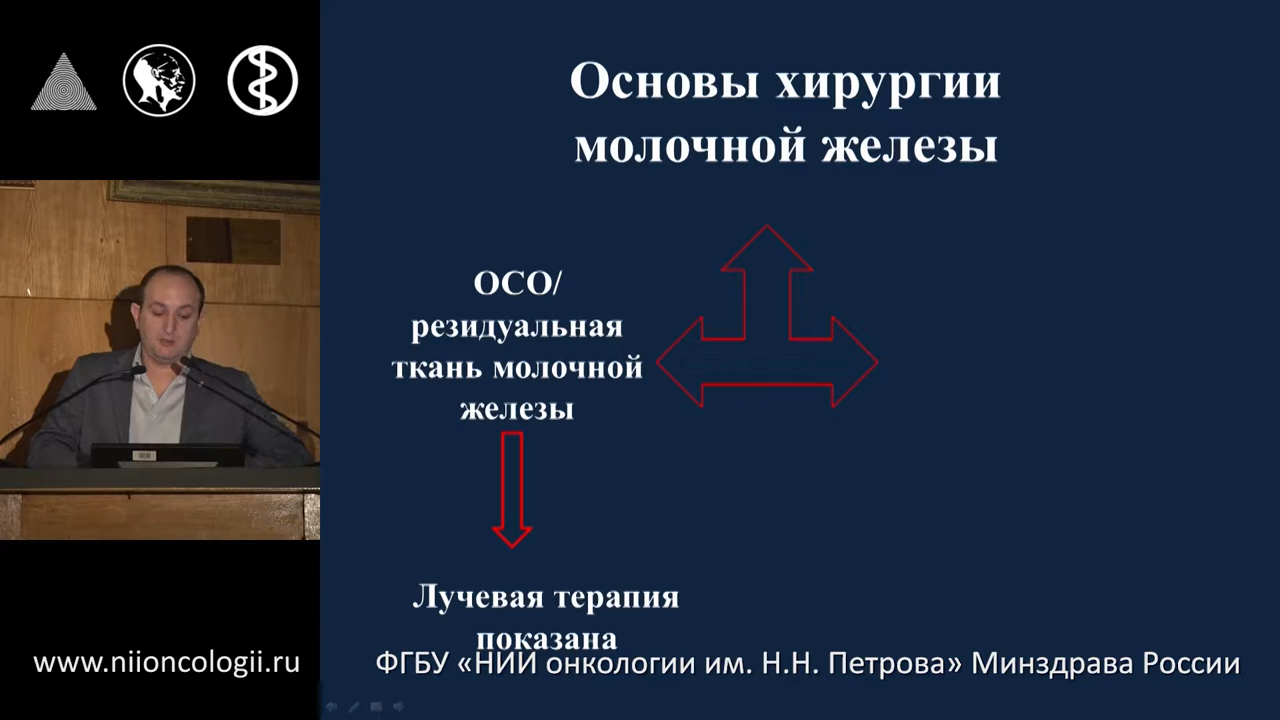 Основы хирургии
молочной железы
ОСО/
резидуальная
ткань молочной
железы
Лучевая терапия
показана
www.niioncologii.ru
ФГБУ «НИИ онкологии им. Н.Н. Петрова» Минздрава России